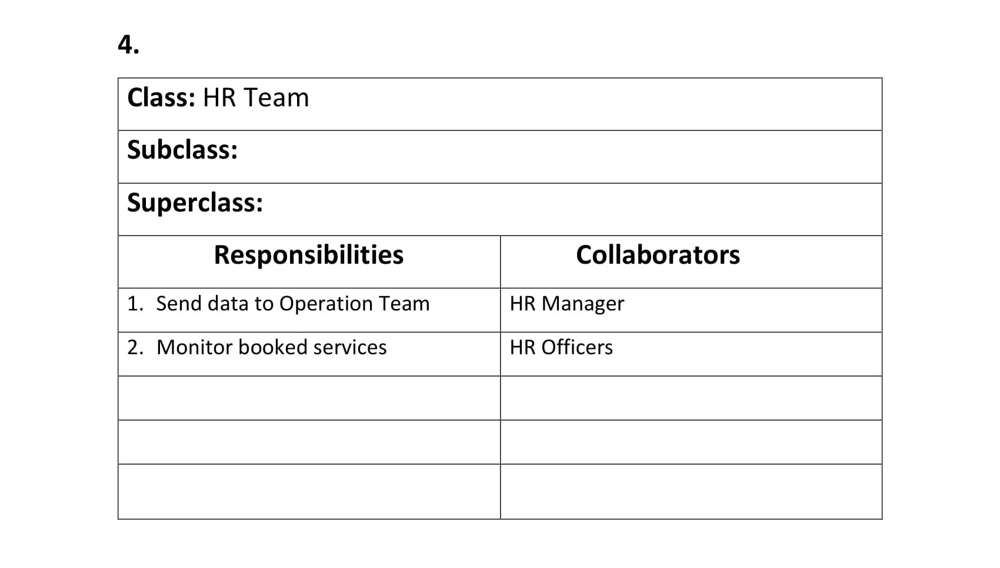 4.
Class: HR Team
Subclass:
Superclass:
Responsibilities Collaborators
1. Send data to Operation Team HR Manager
2. Monitor booked services HR Officers